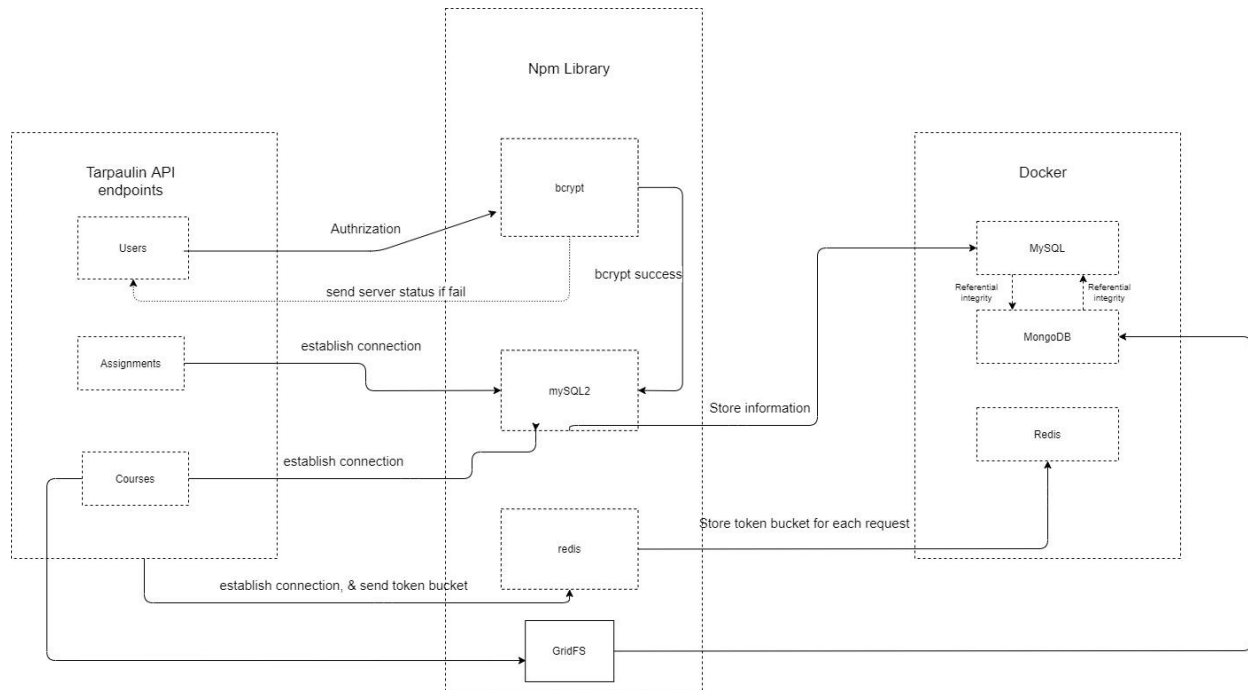 Npm Library
Tarpaulin API
endpoints
Docker
bcrypt
Users
Authrization
MySQL
bcrypt success
send server status if fail
Referential
integrity
Referential
integrity
MongoDB
establish connection
Assignments
mySQL2
Store information
Redis
establish connection
Courses
Store token bucket for each request
redis
establish connection, & send token bucket
GridFS